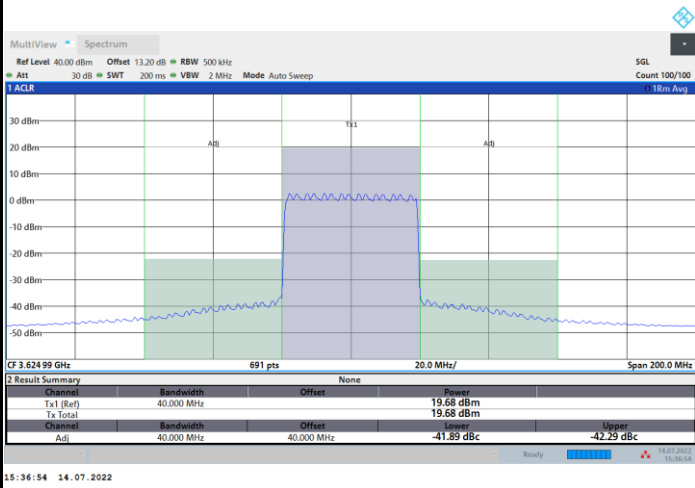 MultiView Spectrum
Ref Level 40.00 dBm Offset 13.20 dB RBW 500 kHz SGL
Att 30 dB SWT 200 ms VBW 2 MHz Mode Auto Sweep Count 100/100
1 ACLR 1Rm Avg
30 dBm
Tx1
20 dBm
Adj Adj
10 dBm
0 dBm
-10 dBm
-20 dBm
-30 dBm
-40 dBm
-50 dBm
CF 3.624 99 GHz 691 pts 20.0 MHz/ Span 200.0 MHz
2 Result Summary None
Channel Bandwidth Offset Power
Tx1 (Ref) 40.000 MHz 19.68 dBm
Tx Total 19.68 dBm
Channel Bandwidth Offset Lower Upper
Adj 40.000 MHz 40.000 MHz -41.89 dBc -42.29 dBc
Ready 14.07.2022
15:36:54
15:36:54 14.07.2022